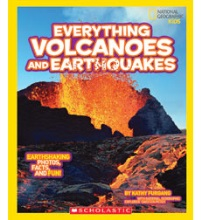 NATIONAL GEOGRAPHIC
KiDS
EVERYTHING
VOLCANOES
AND EARTHQUAKES
EARTHSHAKING
PHOTOS,
FACTS,
AND FUN!
BY KATHY FURGANG
SCHOLASTIC